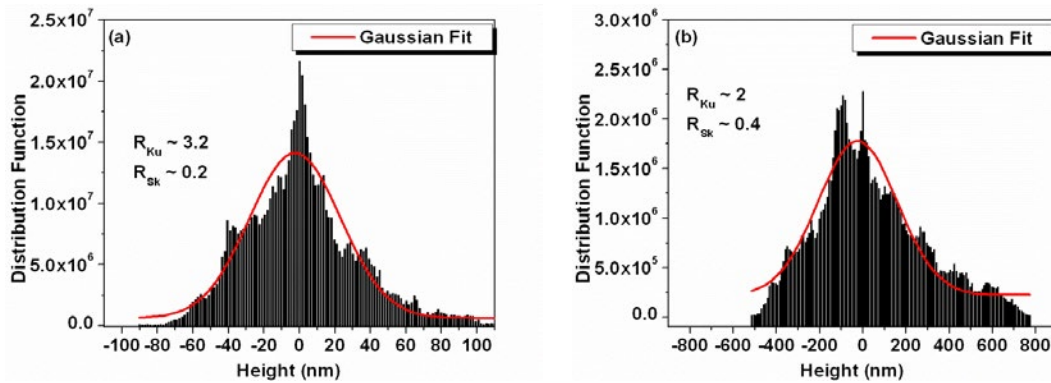 (a)
Gaussian Fit
R_Ku ~ 3.2
R_Sk ~ 0.2
Distribution Function
2.5x10⁷
2.0x10⁷
1.5x10⁷
1.0x10⁷
5.0x10⁶
0.0
-100 -80 -60 -40 -20 0 20 40 60 80 100
Height (nm)
(b)
Gaussian Fit
R_Ku ~ 2
R_Sk ~ 0.4
Distribution Function
3.0x10⁶
2.5x10⁶
2.0x10⁶
1.5x10⁶
1.0x10⁶
5.0x10⁵
0.0
-800 -600 -400 -200 0 200 400 600 800
Height (nm)